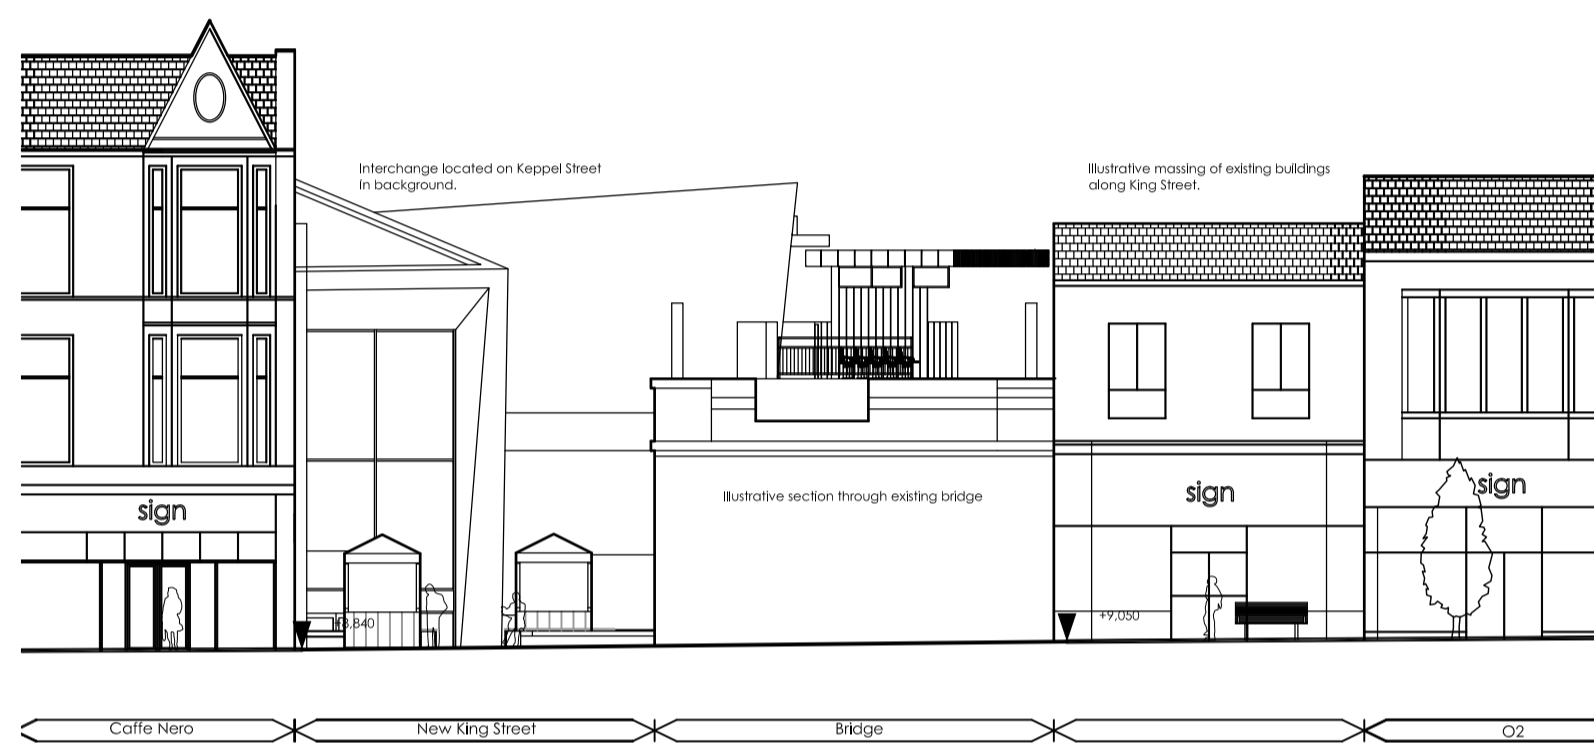 Interchange located on Keppel Street
in background.
Illustrative massing of existing buildings
along King Street.
sign
Illustrative section through existing bridge
sign
sign
+9,050
Caffe Nero
New King Street
Bridge
O2